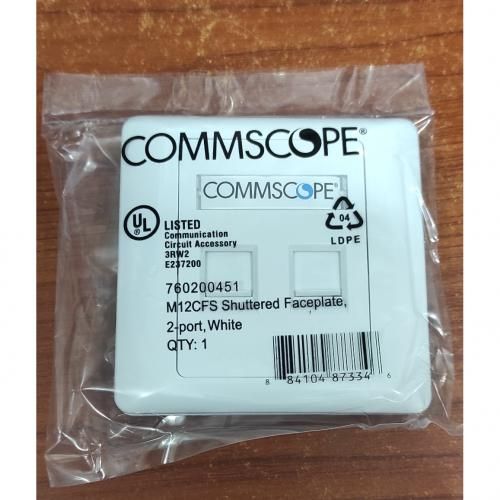 COMMSCOPE®
COMMSCOPE®
UL
LISTED
Communication
Circuit Accessory
3RW2
E237200
04
LDPE
760200451
M12CFS Shuttered Faceplate,
2-port, White
QTY: 1
8 84104 87334 6